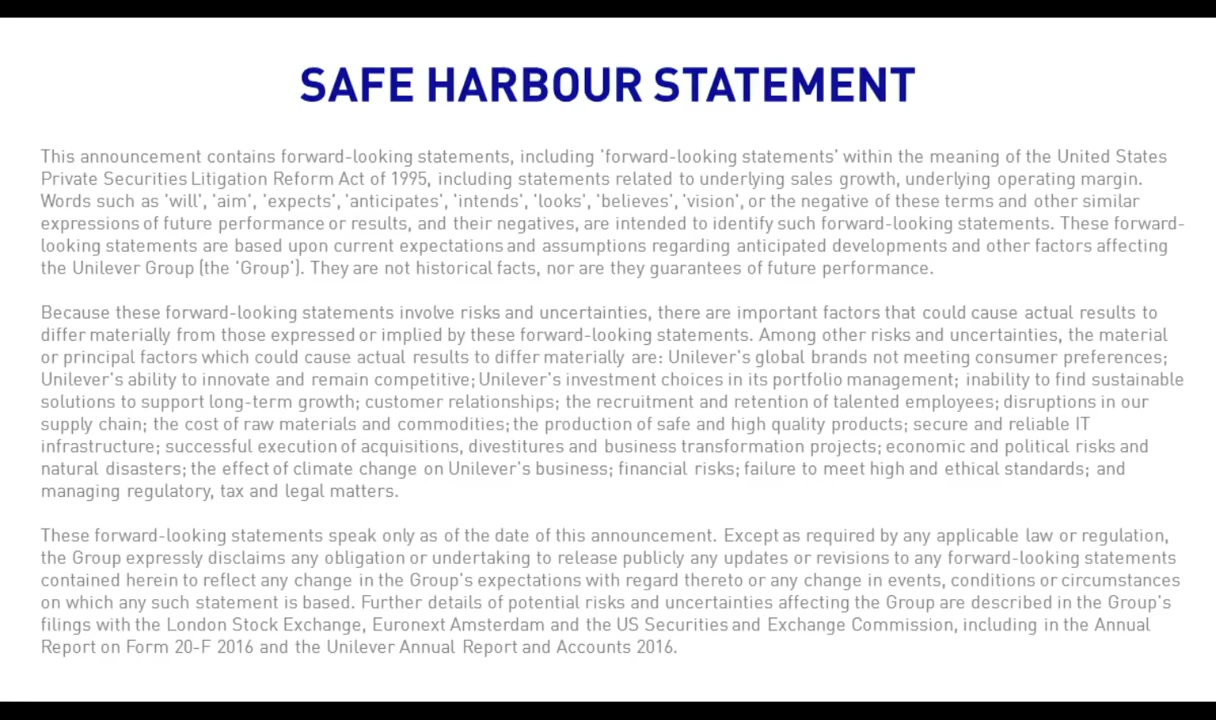 SAFE HARBOUR STATEMENT
This announcement contains forward-looking statements, including 'forward-looking statements' within the meaning of the United States
Private Securities Litigation Reform Act of 1995, including statements related to underlying sales growth, underlying operating margin.
Words such as 'will', 'aim', 'expects', 'anticipates', 'intends', 'looks', 'believes', 'vision', or the negative of these terms and other similar
expressions of future performance or results, and their negatives, are intended to identify such forward-looking statements. These forward-
looking statements are based upon current expectations and assumptions regarding anticipated developments and other factors affecting
the Unilever Group (the 'Group'). They are not historical facts, nor are they guarantees of future performance.
Because these forward-looking statements involve risks and uncertainties, there are important factors that could cause actual results to
differ materially from those expressed or implied by these forward-looking statements. Among other risks and uncertainties, the material
or principal factors which could cause actual results to differ materially are: Unilever's global brands not meeting consumer preferences;
Unilever's ability to innovate and remain competitive; Unilever's investment choices in its portfolio management; inability to find sustainable
solutions to support long-term growth; customer relationships; the recruitment and retention of talented employees; disruptions in our
supply chain; the cost of raw materials and commodities; the production of safe and high quality products; secure and reliable IT
infrastructure; successful execution of acquisitions, divestitures and business transformation projects; economic and political risks and
natural disasters; the effect of climate change on Unilever's business; financial risks; failure to meet high and ethical standards; and
managing regulatory, tax and legal matters.
These forward-looking statements speak only as of the date of this announcement. Except as required by any applicable law or regulation,
the Group expressly disclaims any obligation or undertaking to release publicly any updates or revisions to any forward-looking statements
contained herein to reflect any change in the Group's expectations with regard thereto or any change in events, conditions or circumstances
on which any such statement is based. Further details of potential risks and uncertainties affecting the Group are described in the Group's
filings with the London Stock Exchange, Euronext Amsterdam and the US Securities and Exchange Commission, including in the Annual
Report on Form 20-F 2016 and the Unilever Annual Report and Accounts 2016.